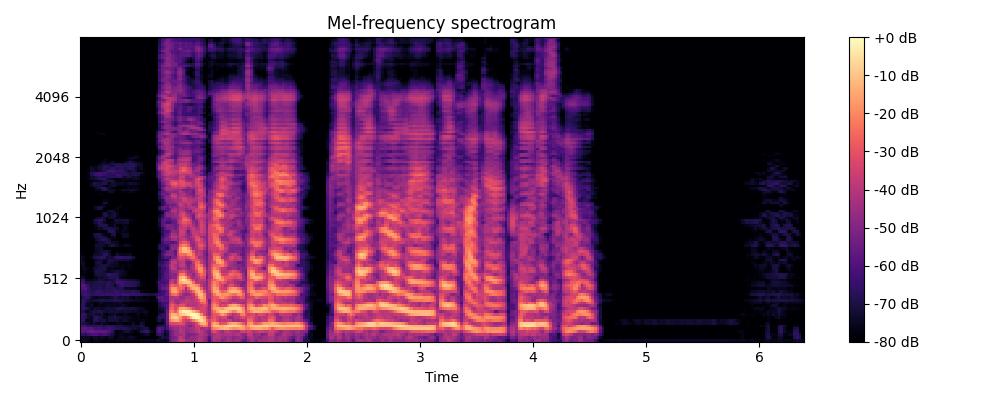 Mel-frequency spectrogram
Hz
4096
2048
1024
512
0
0 1 2 3 4 5 6
Time
+0 dB
-10 dB
-20 dB
-30 dB
-40 dB
-50 dB
-60 dB
-70 dB
-80 dB